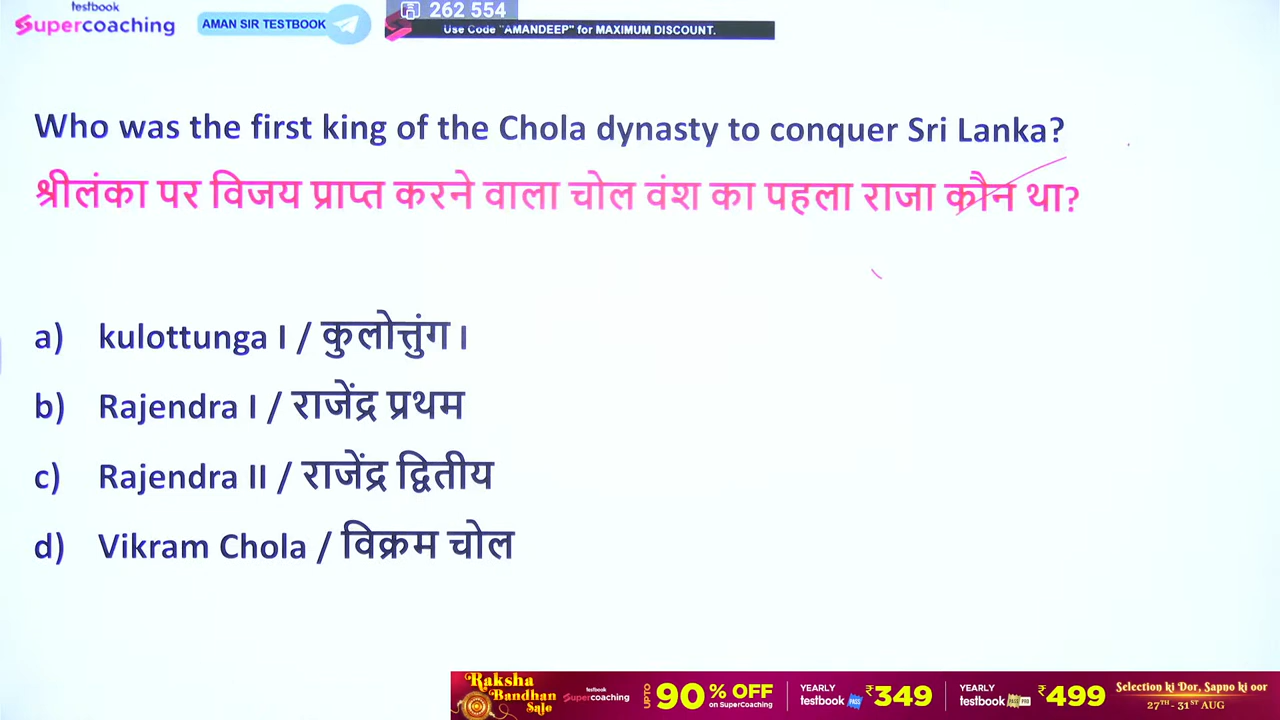 testbook
Supercoaching
AMAN SIR TESTBOOK
262 554
Use Code "AMANDEEP" for MAXIMUM DISCOUNT.
Who was the first king of the Chola dynasty to conquer Sri Lanka?
श्रीलंका पर विजय प्राप्त करने वाला चोल वंश का पहला राजा कौन था?
a) kulottunga I / कुलोत्तुंग I
b) Rajendra I / राजेंद्र प्रथम
c) Rajendra II / राजेंद्र द्वितीय
d) Vikram Chola / विक्रम चोल
Raksha Bandhan Sale
testbook Supercoaching
UPTO 90% OFF on SuperCoaching
YEARLY testbook PASS ₹349
YEARLY testbook PASS PRO ₹499
Selection ki Dor, Sapno ki oor
27TH - 31ST AUG